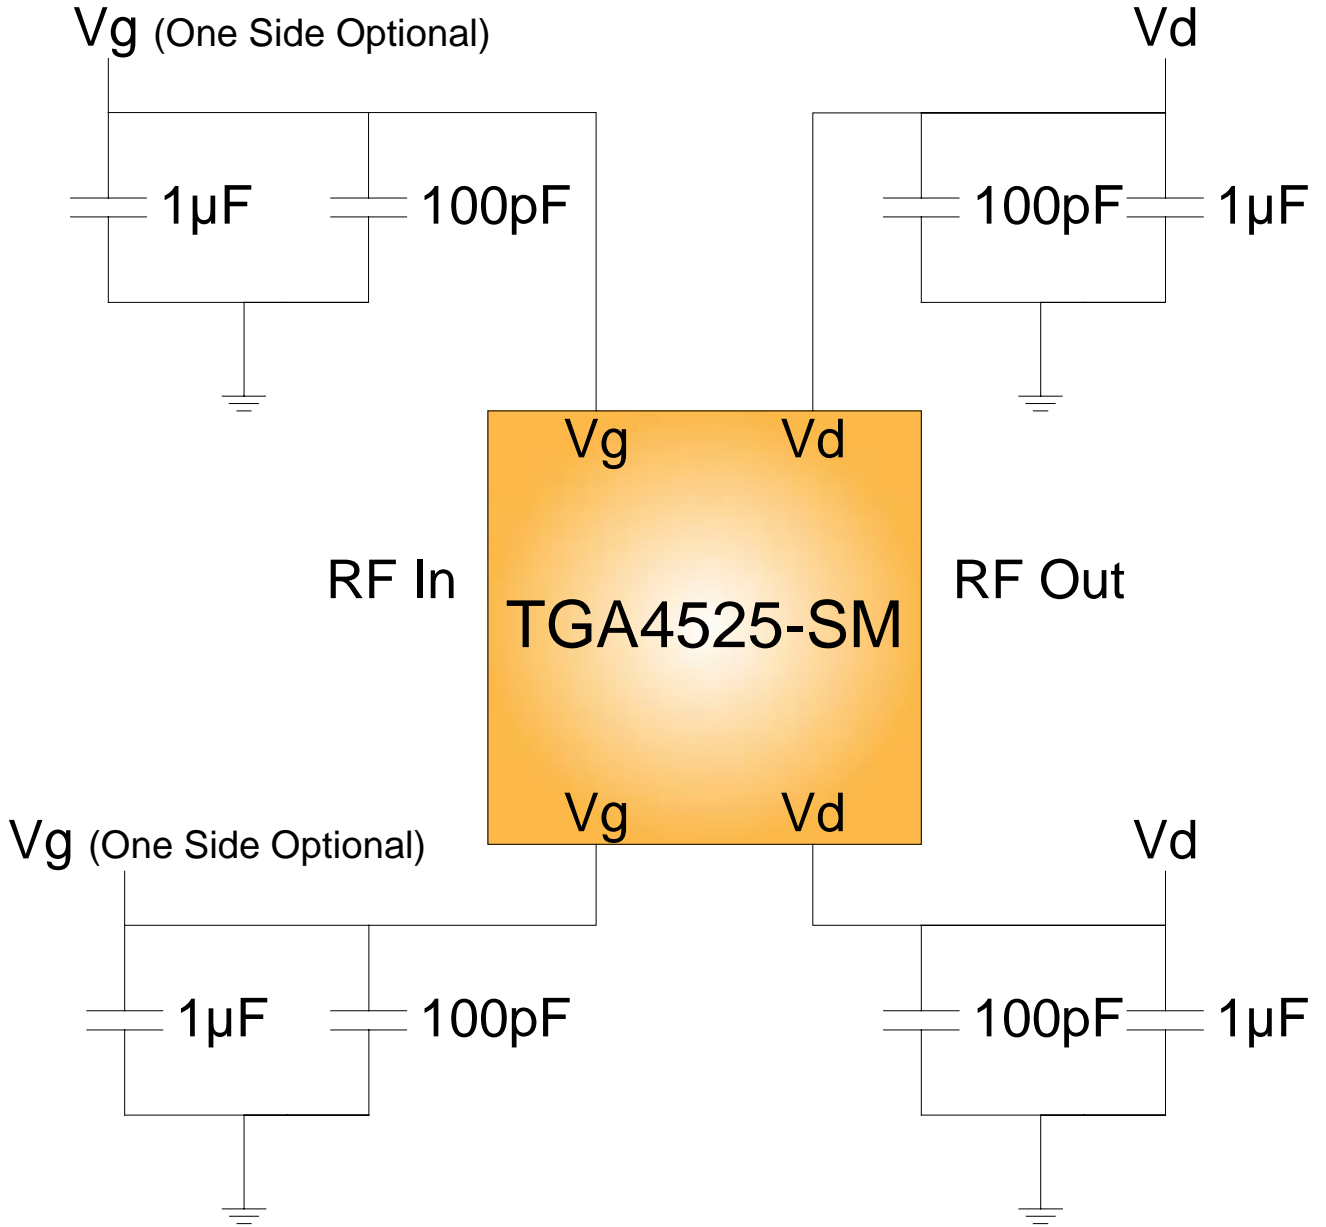 Vg (One Side Optional)
Vd
1µF
100pF
100pF
1µF
Vg
Vd
RF In
RF Out
TGA4525-SM
Vg
Vd
Vg (One Side Optional)
Vd
1µF
100pF
100pF
1µF